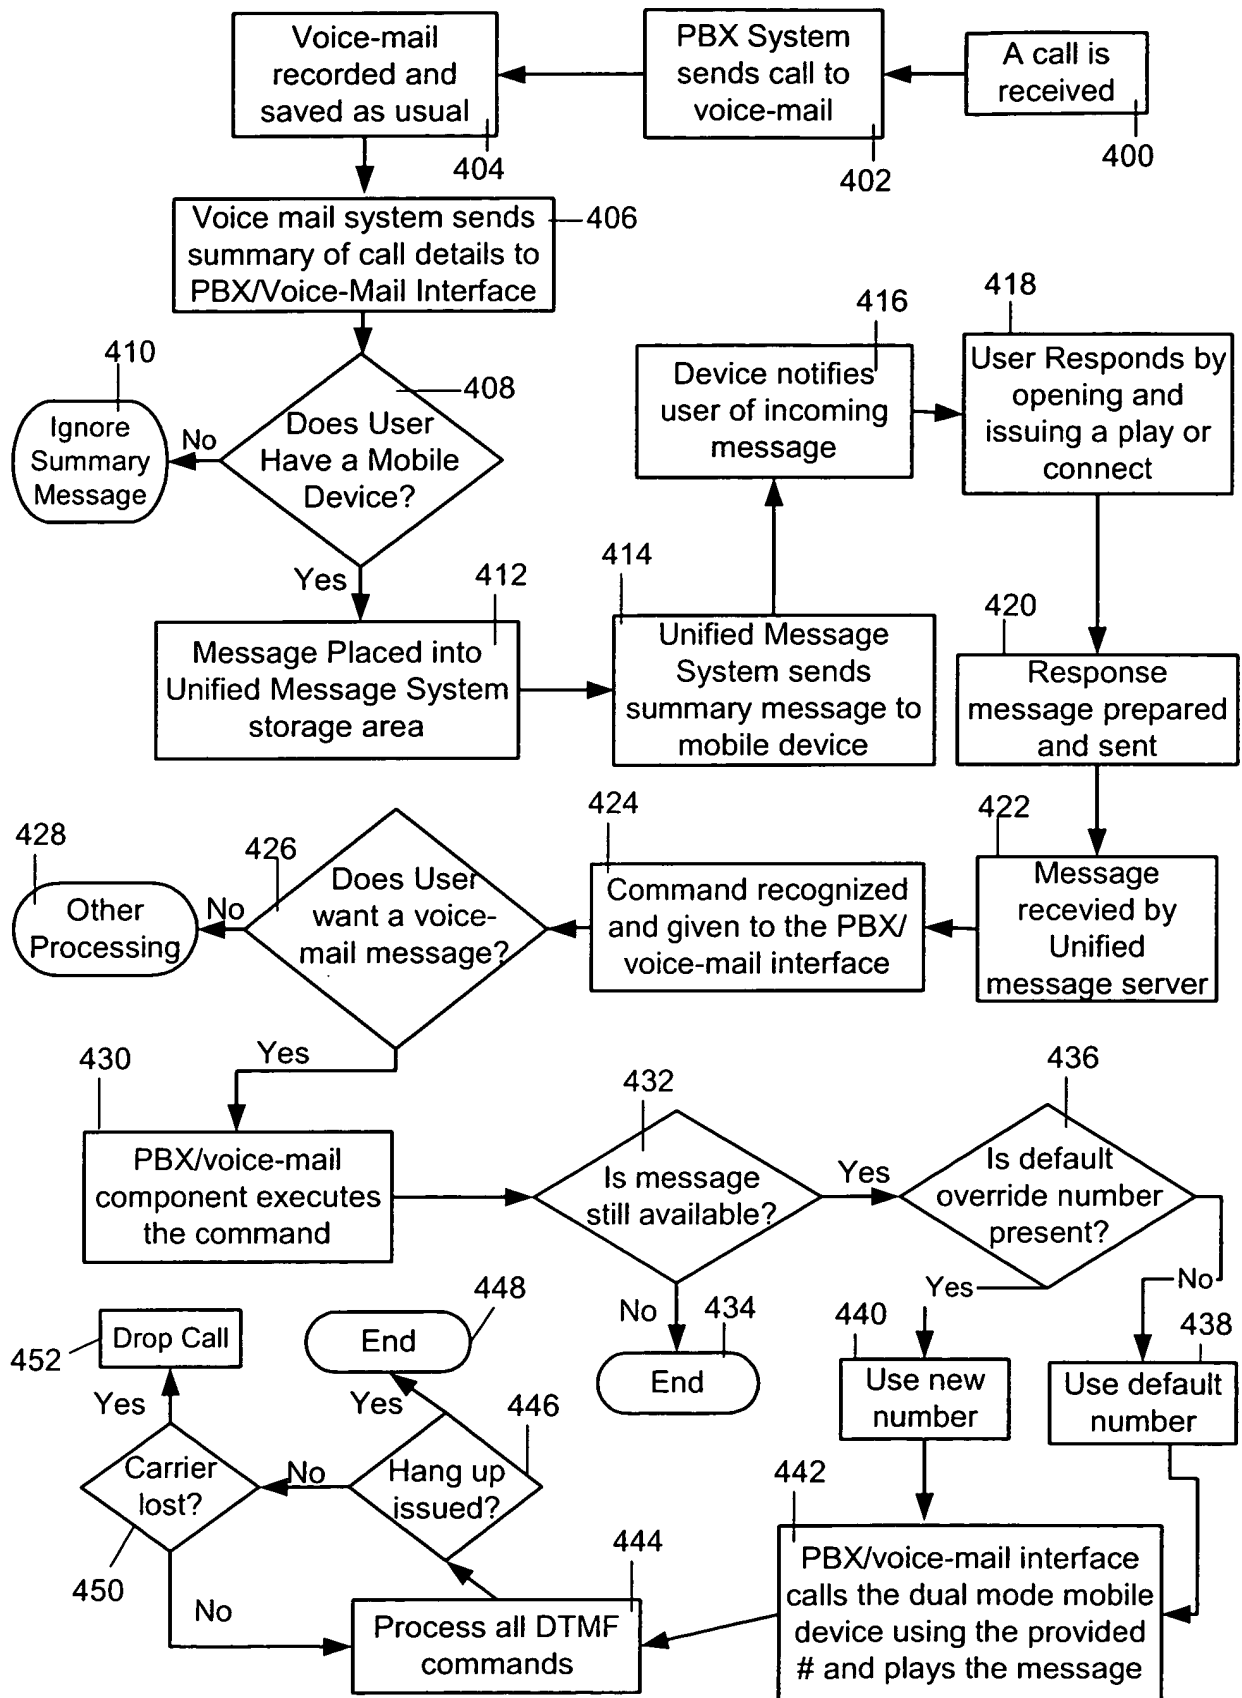 Voice-mail
recorded and
saved as usual
404
PBX System
sends call to
voice-mail
402
A call is
received
400
Voice mail system sends
summary of call details to
PBX/Voice-Mail Interface
406
408
Does User
Have a Mobile
Device?
No
410
Ignore
Summary
Message
Yes
412
Message Placed into
Unified Message System
storage area
414
Unified Message
System sends
summary message to
mobile device
416
Device notifies
user of incoming
message
418
User Responds by
opening and
issuing a play or
connect
420
Response
message prepared
and sent
422
Message
recevied by
Unified
message server
424
Command recognized
and given to the PBX/
voice-mail interface
426
Does User
want a voice-
mail message?
No
428
Other
Processing
Yes
430
PBX/voice-mail
component executes
the command
432
Is message
still available?
Yes
No
434
End
436
Is default
override number
present?
Yes
No
440
Use new
number
438
Use default
number
442
PBX/voice-mail interface
calls the dual mode mobile
device using the provided
# and plays the message
444
Process all DTMF
commands
446
Hang up
issued?
Yes
448
End
No
Carrier
lost?
450
Yes
452
Drop Call
No